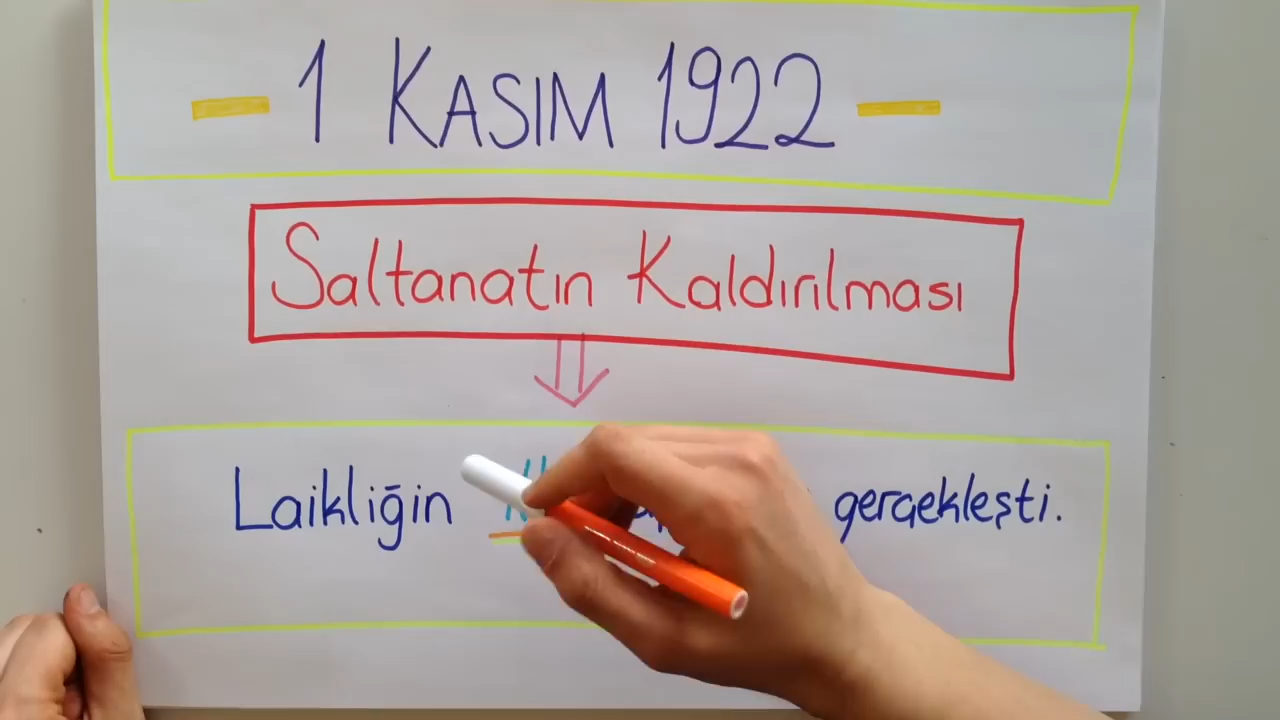 1 KASIM 1922
Saltanatın Kaldırılması
Laikliğin gerçekleşti.